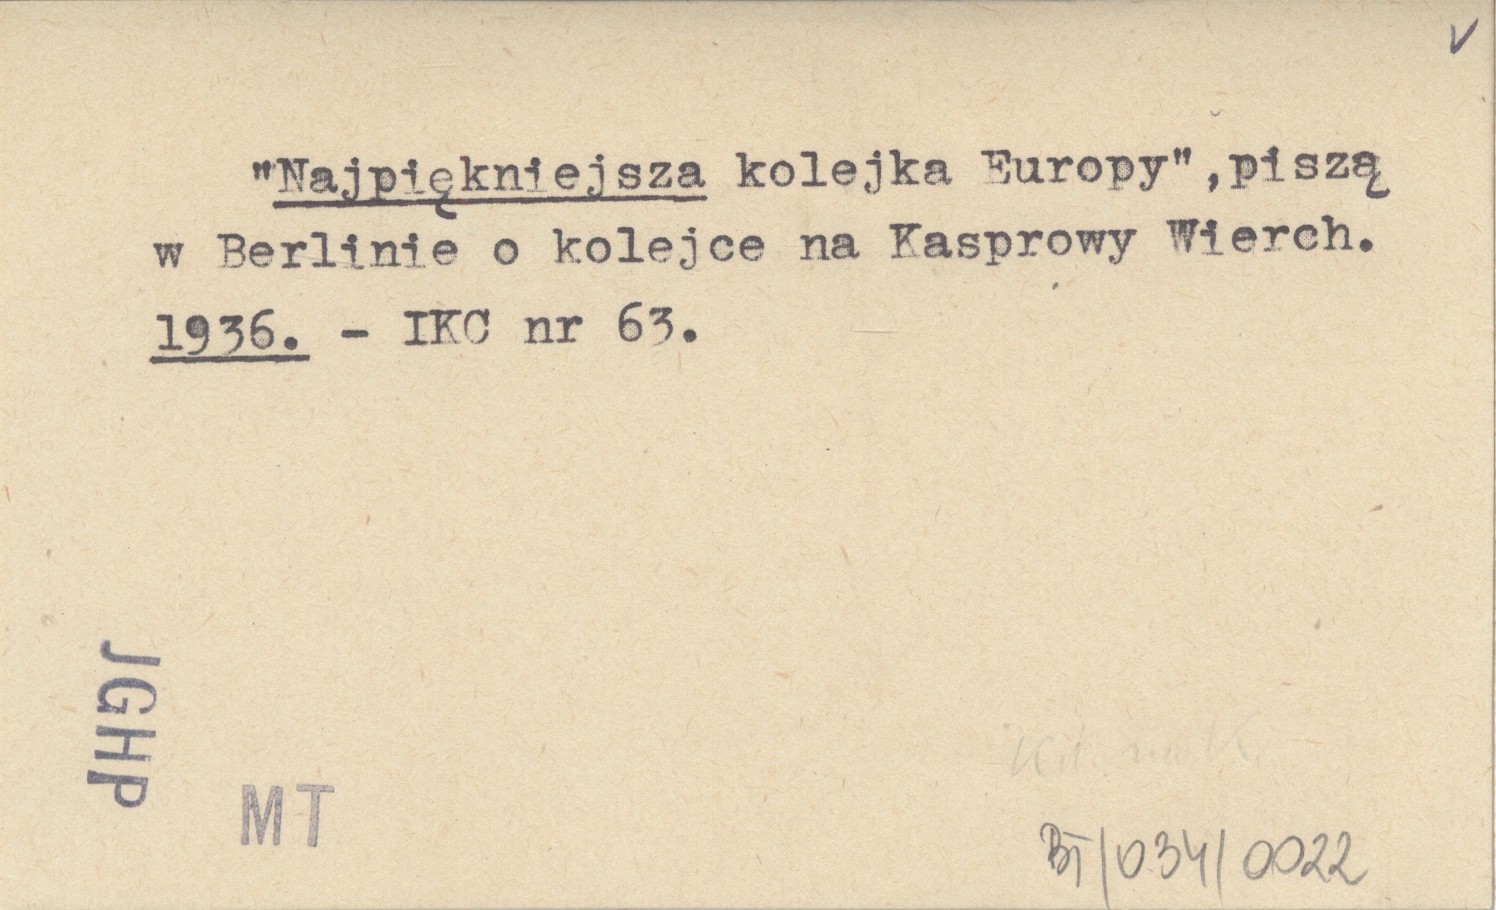 "Najpiękniejsza kolejka Europy",piszą
w Berlinie o kolejce na Kasprowy Wierch.
1936. - IKC nr 63.
JGHP
MT
BT/034/0022